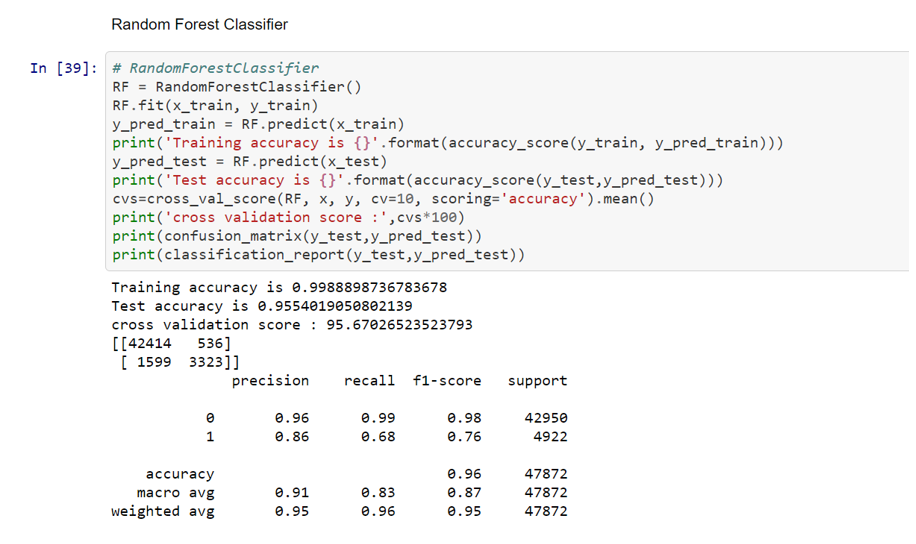 Random Forest Classifier
In [39]: # RandomForestClassifier
RF = RandomForestClassifier()
RF.fit(x_train, y_train)
y_pred_train = RF.predict(x_train)
print('Training accuracy is {}'.format(accuracy_score(y_train, y_pred_train)))
y_pred_test = RF.predict(x_test)
print('Test accuracy is {}'.format(accuracy_score(y_test,y_pred_test)))
cvs=cross_val_score(RF, x, y, cv=10, scoring='accuracy').mean()
print('cross validation score :',cvs*100)
print(confusion_matrix(y_test,y_pred_test))
print(classification_report(y_test,y_pred_test))
Training accuracy is 0.9988898736783678
Test accuracy is 0.9554019050802139
cross validation score : 95.67026523523793
[[42414   536]
 [ 1599  3323]]
              precision    recall  f1-score   support
           0       0.96      0.99      0.98     42950
           1       0.86      0.68      0.76      4922
    accuracy                           0.96     47872
   macro avg       0.91      0.83      0.87     47872
weighted avg       0.95      0.96      0.95     47872